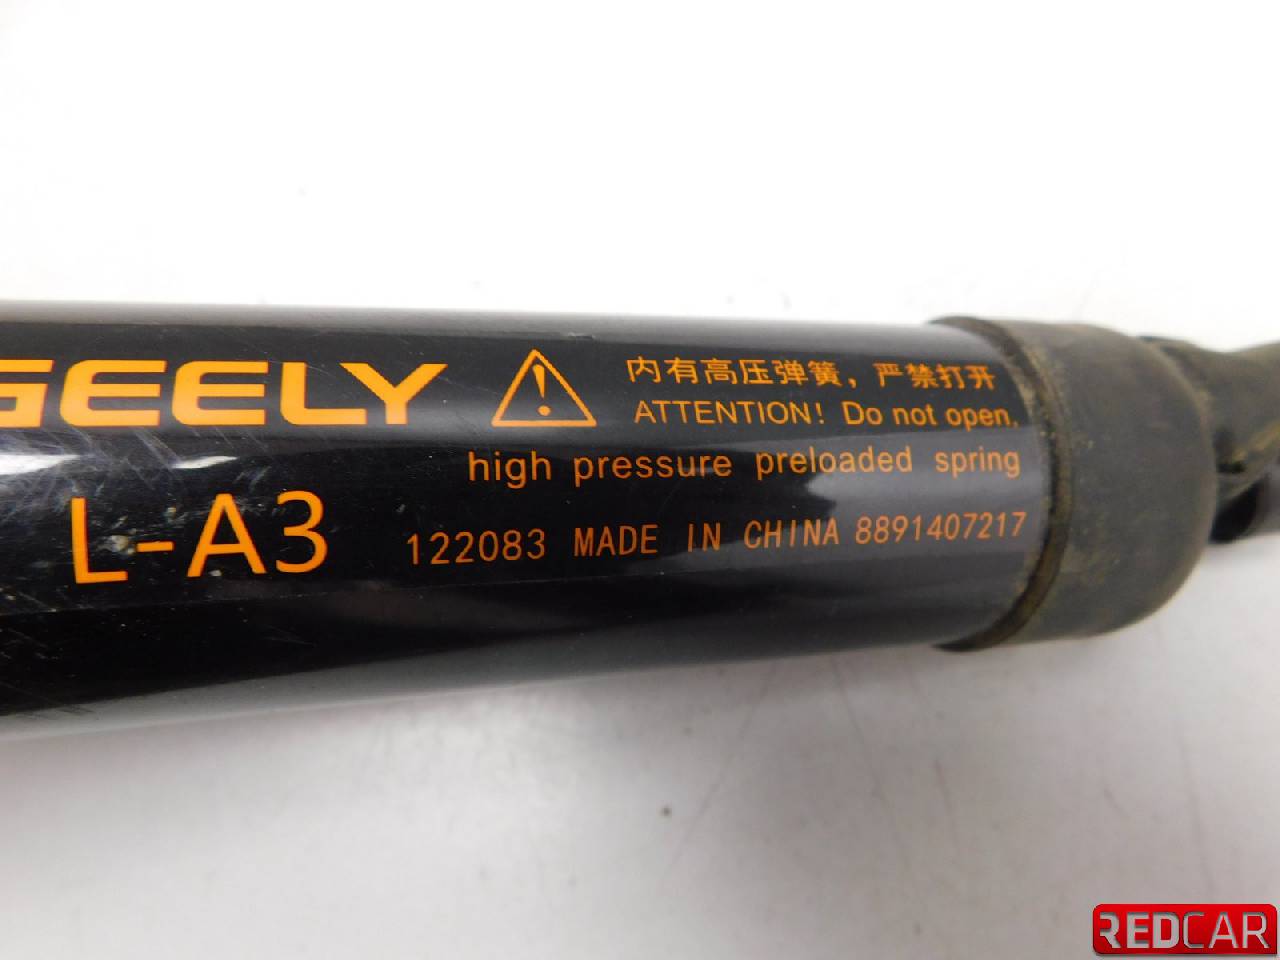 GEELY
内有高压弹簧，严禁打开
ATTENTION! Do not open,
high pressure preloaded spring
L-A3
122083 MADE IN CHINA 8891407217
REDCAR